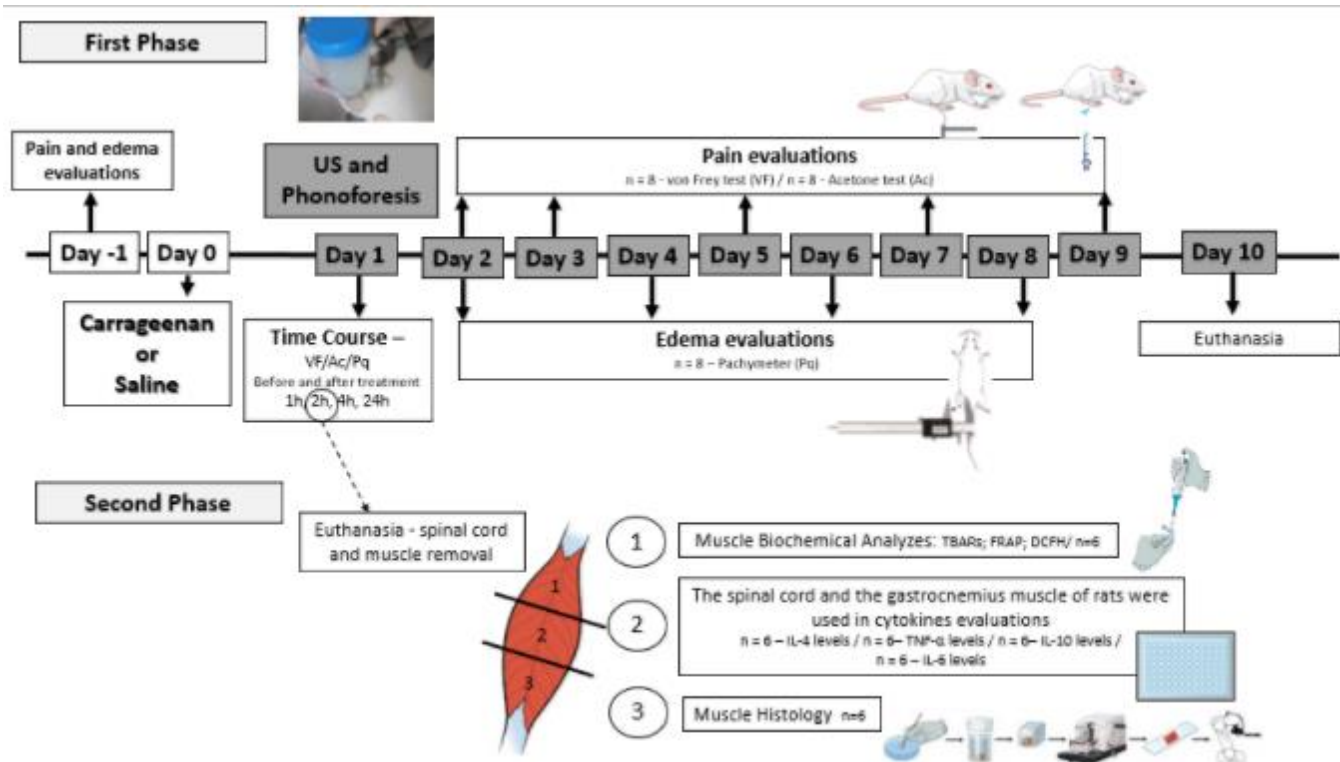 First Phase
Pain and edema
evaluations
US and
Phonoforesis
Pain evaluations
n = 8 - von Frey test (VF) / n = 8 - Acetone test (Ac)
Day -1
Day 0
Day 1
Day 2
Day 3
Day 4
Day 5
Day 6
Day 7
Day 8
Day 9
Day 10
Carrageenan
or
Saline
Time Course –
VF/Ac/Pq
Before and after treatment
1h, 2h, 4h, 24h
Edema evaluations
n = 8 – Pachymeter (Pq)
Euthanasia
Second Phase
Euthanasia - spinal cord
and muscle removal
1
2
3
1
Muscle Biochemical Analyzes: TBARs; FRAP; DCFH/ n=6
2
The spinal cord and the gastrocnemius muscle of rats were
used in cytokines evaluations
n = 6 – IL-4 levels / n = 6– TNF-α levels / n = 6– IL-10 levels /
n = 6 – IL-6 levels
3
Muscle Histology n=6